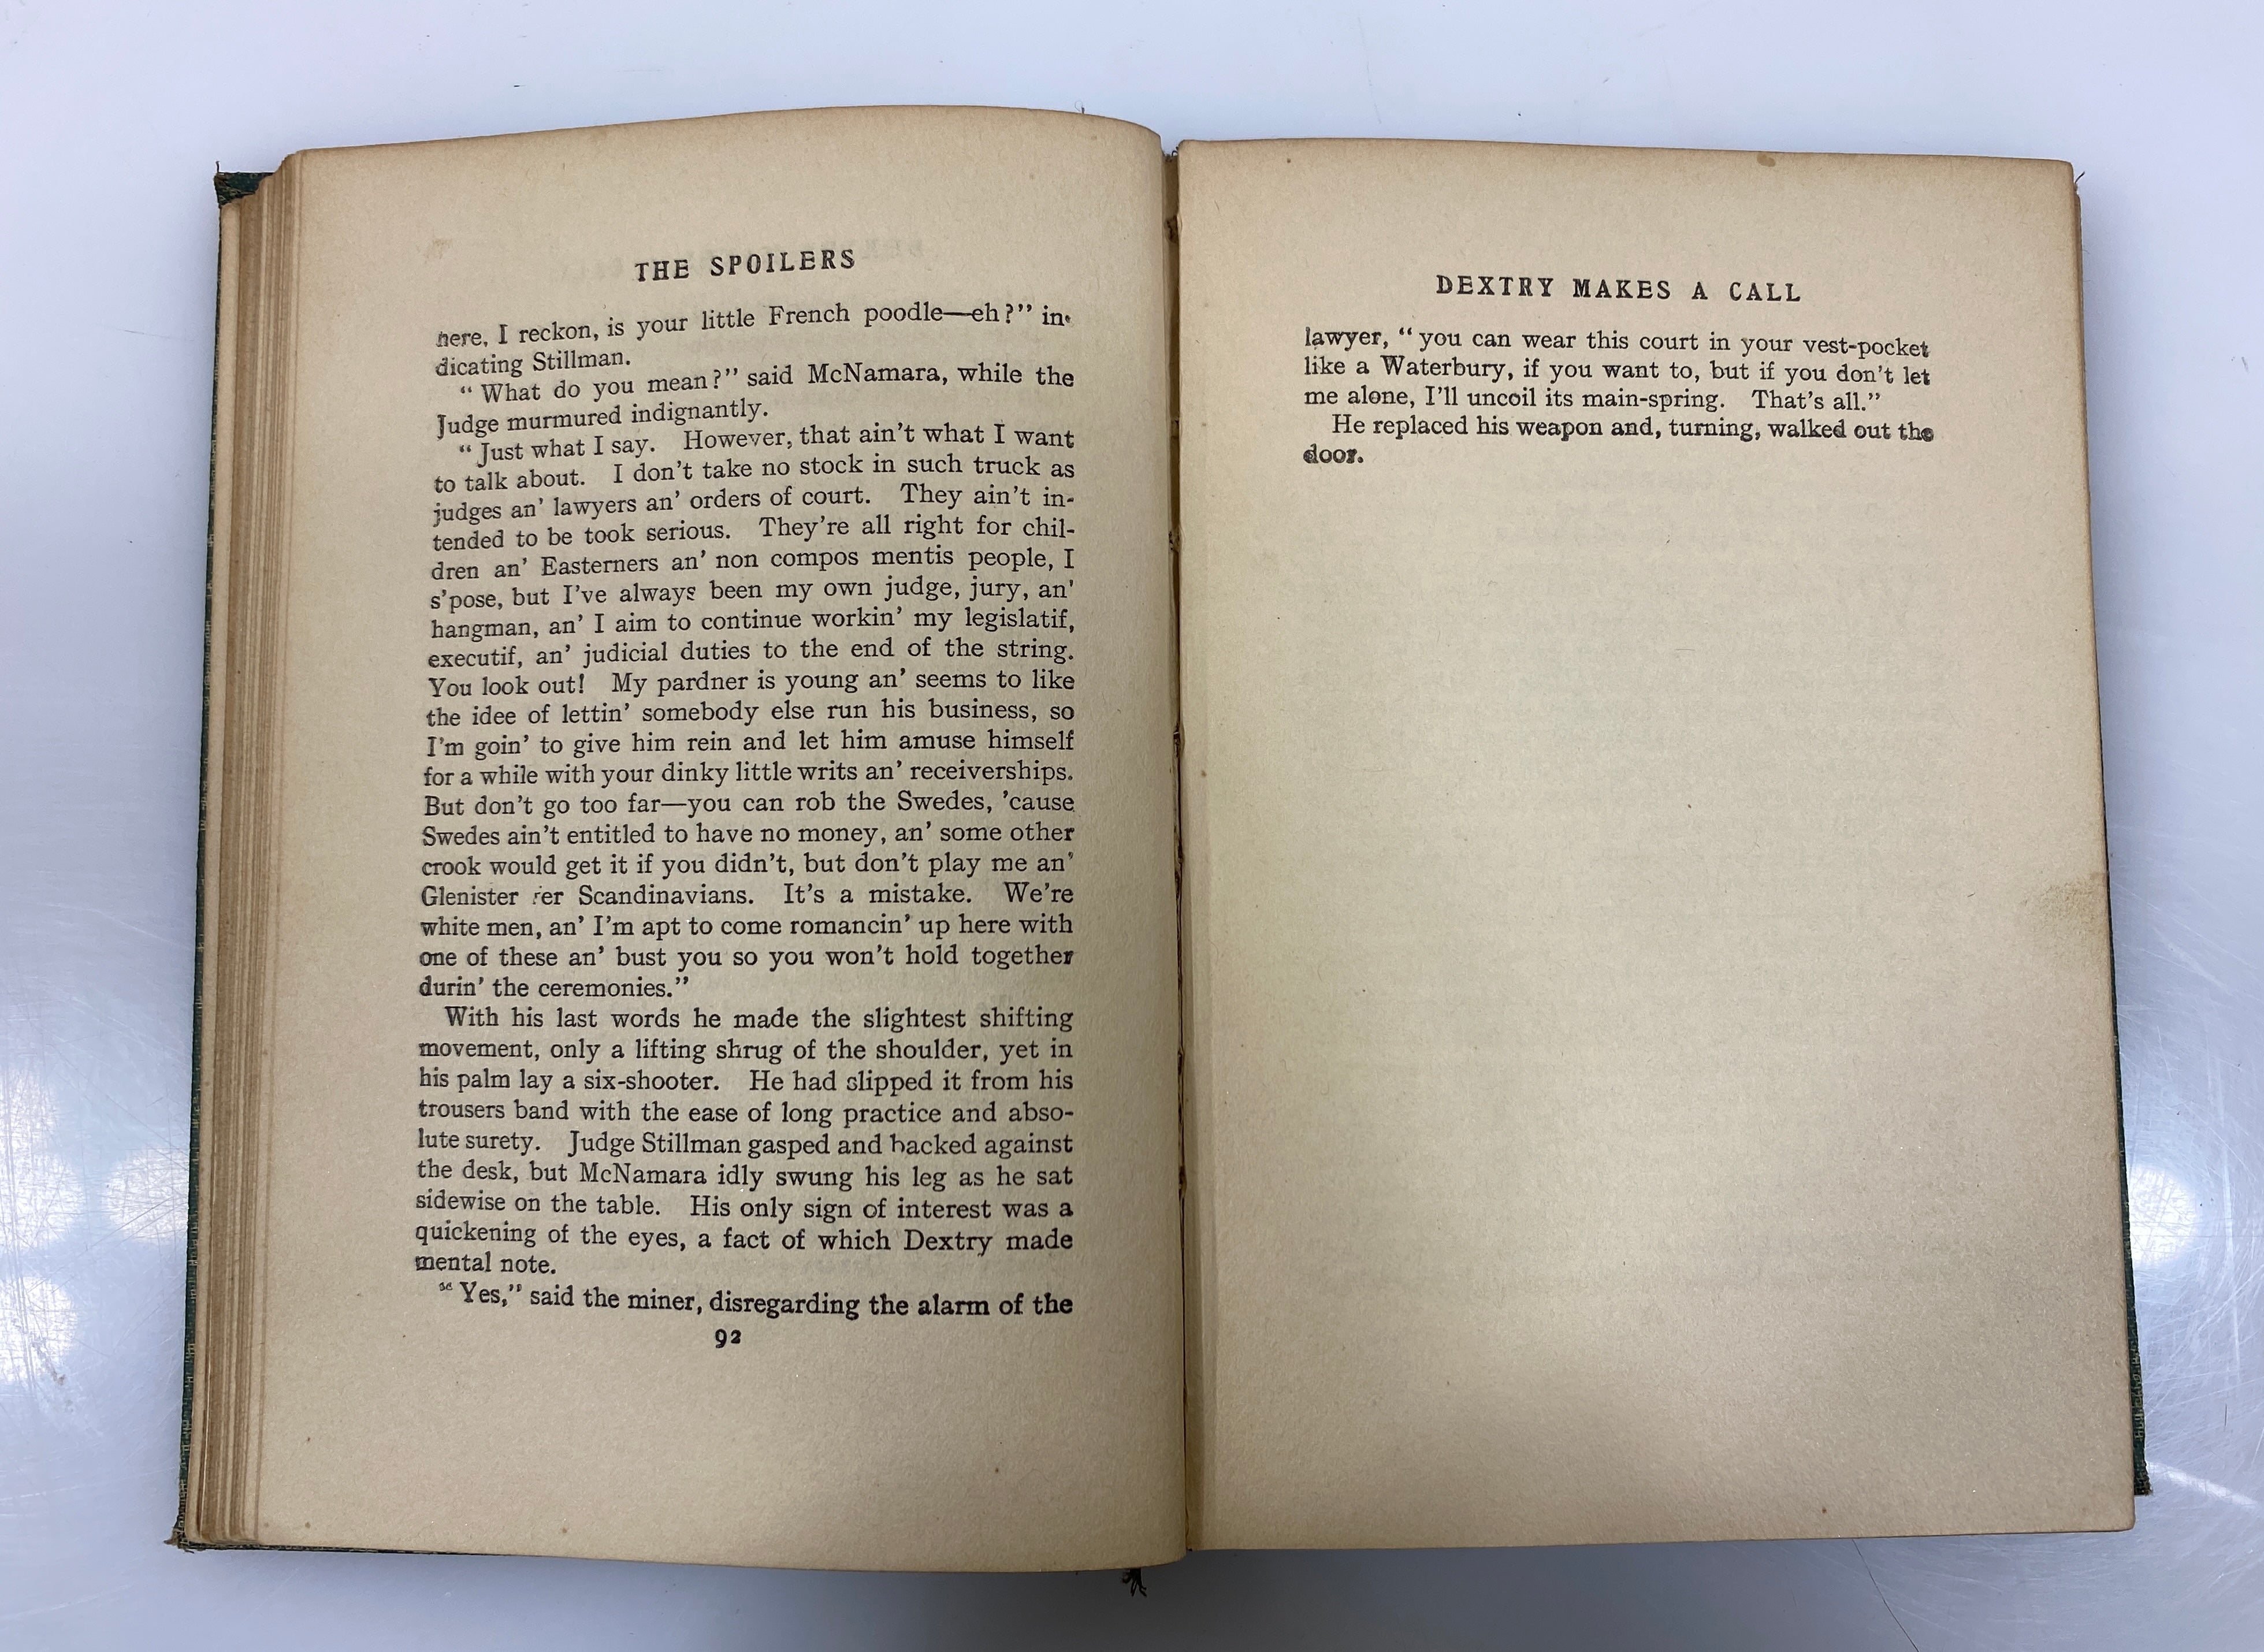 THE SPOILERS
here, I reckon, is your little French poodle—eh?” in-
dicating Stillman.
“What do you mean?” said McNamara, while the
Judge murmured indignantly.
“Just what I say. However, that ain’t what I want
to talk about. I don’t take no stock in such truck as
judges an’ lawyers an’ orders of court. They ain’t in-
tended to be took serious. They’re all right for chil-
dren an’ Easterners an’ non compos mentis people, I
s’pose, but I’ve always been my own judge, jury, an’
hangman, an’ I aim to continue workin’ my legislatif,
executif, an’ judicial duties to the end of the string.
You look out! My pardner is young an’ seems to like
the idee of lettin’ somebody else run his business, so
I’m goin’ to give him rein and let him amuse himself
for a while with your dinky little writs an’ receiverships.
But don’t go too far—you can rob the Swedes, ’cause
Swedes ain’t entitled to have no money, an’ some other
crook would get it if you didn’t, but don’t play me an’
Glenister fer Scandinavians. It’s a mistake. We’re
white men, an’ I’m apt to come romancin’ up here with
one of these an’ bust you so you won’t hold together
durin’ the ceremonies.”
With his last words he made the slightest shifting
movement, only a lifting shrug of the shoulder, yet in
his palm lay a six-shooter. He had slipped it from his
trousers band with the ease of long practice and abso-
lute surety. Judge Stillman gasped and backed against
the desk, but McNamara idly swung his leg as he sat
sidewise on the table. His only sign of interest was a
quickening of the eyes, a fact of which Dextry made
mental note.
“Yes,” said the miner, disregarding the alarm of the
92
DEXTRY MAKES A CALL
lawyer, “you can wear this court in your vest-pocket
like a Waterbury, if you want to, but if you don’t let
me alone, I’ll uncoil its main-spring. That’s all.”
He replaced his weapon and, turning, walked out the
door.